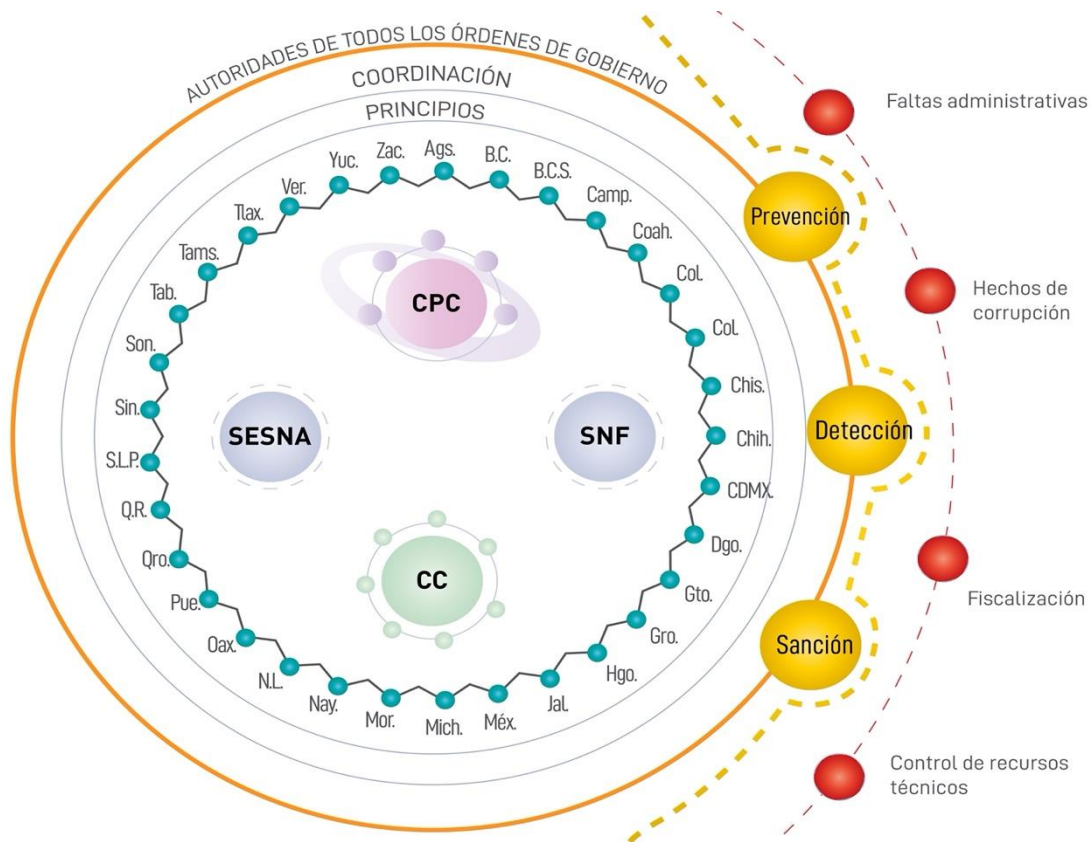 AUTORIDADES DE TODOS LOS ÓRDENES DE GOBIERNO
COORDINACIÓN
PRINCIPIOS
Ags.
B.C.
B.C.S.
Camp.
Coah.
Col.
Col.
Chis.
Chih.
CDMX.
Dgo.
Gto.
Gro.
Hgo.
Jal.
Méx.
Mich.
Mor.
Nay.
N.L.
Oax.
Pue.
Qro.
Q.R.
S.L.P.
Sin.
Son.
Tab.
Tams.
Tlax.
Ver.
Yuc.
Zac.
CPC
SESNA
SNF
CC
Prevención
Detección
Sanción
Faltas administrativas
Hechos de
corrupción
Fiscalización
Control de recursos
técnicos